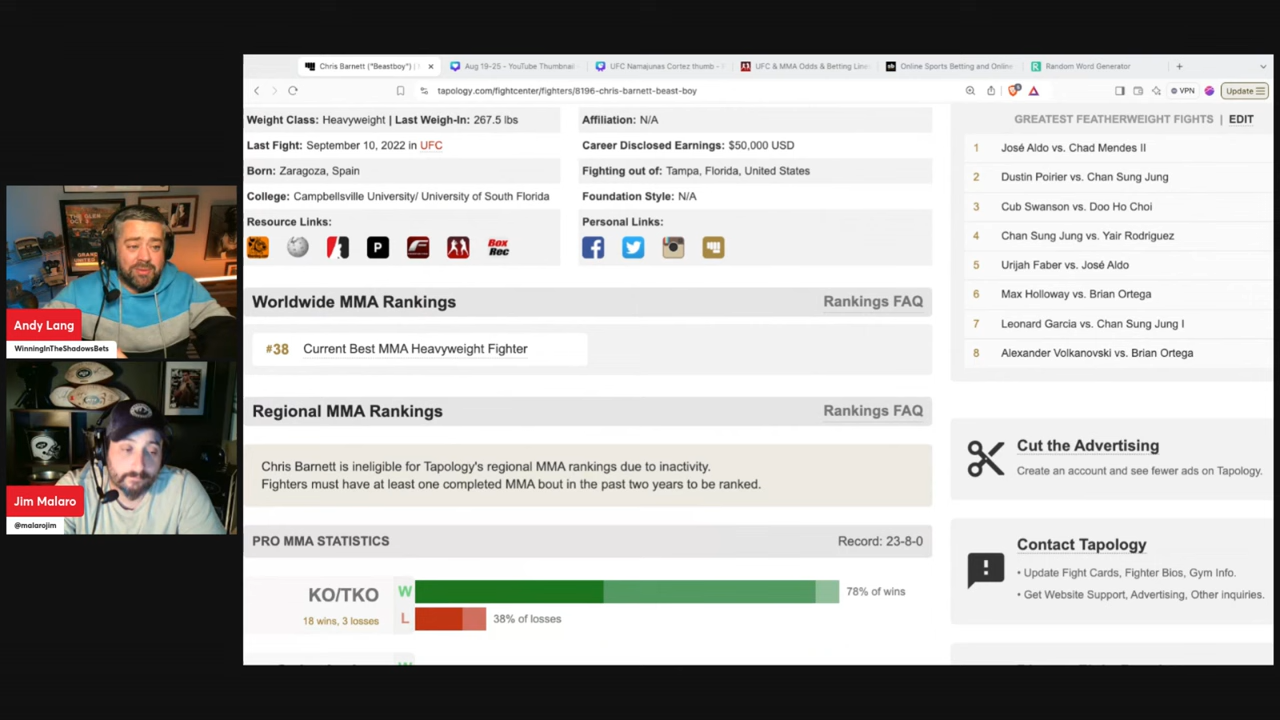 Chris Barnett ("Beastboy") |
Aug 19-25 - YouTube Thumbnail
UFC Namajunas Cortez thumb -
UFC & MMA Odds & Betting Line
Online Sports Betting and Online
Random Word Generator
tapology.com/fightcenter/fighters/8196-chris-barnett-beast-boy
VPN
Update
Weight Class: Heavyweight | Last Weigh-In: 267.5 lbs
Affiliation: N/A
Last Fight: September 10, 2022 in UFC
Career Disclosed Earnings: $50,000 USD
Born: Zaragoza, Spain
Fighting out of: Tampa, Florida, United States
College: Campbellsville University/ University of South Florida
Foundation Style: N/A
Resource Links:
Personal Links:
P
Box
Rec
Worldwide MMA Rankings
Rankings FAQ
#38 Current Best MMA Heavyweight Fighter
Regional MMA Rankings
Rankings FAQ
Chris Barnett is ineligible for Tapology's regional MMA rankings due to inactivity.
Fighters must have at least one completed MMA bout in the past two years to be ranked.
PRO MMA STATISTICS
Record: 23-8-0
KO/TKO
18 wins, 3 losses
W
78% of wins
L
38% of losses
GREATEST FEATHERWEIGHT FIGHTS | EDIT
1 José Aldo vs. Chad Mendes II
2 Dustin Poirier vs. Chan Sung Jung
3 Cub Swanson vs. Doo Ho Choi
4 Chan Sung Jung vs. Yair Rodriguez
5 Urijah Faber vs. José Aldo
6 Max Holloway vs. Brian Ortega
7 Leonard Garcia vs. Chan Sung Jung I
8 Alexander Volkanovski vs. Brian Ortega
Cut the Advertising
Create an account and see fewer ads on Tapology.
Contact Tapology
• Update Fight Cards, Fighter Bios, Gym Info.
• Get Website Support, Advertising, Other inquiries.
Andy Lang
WinningInTheShadowsBets
Jim Malaro
@malarojim